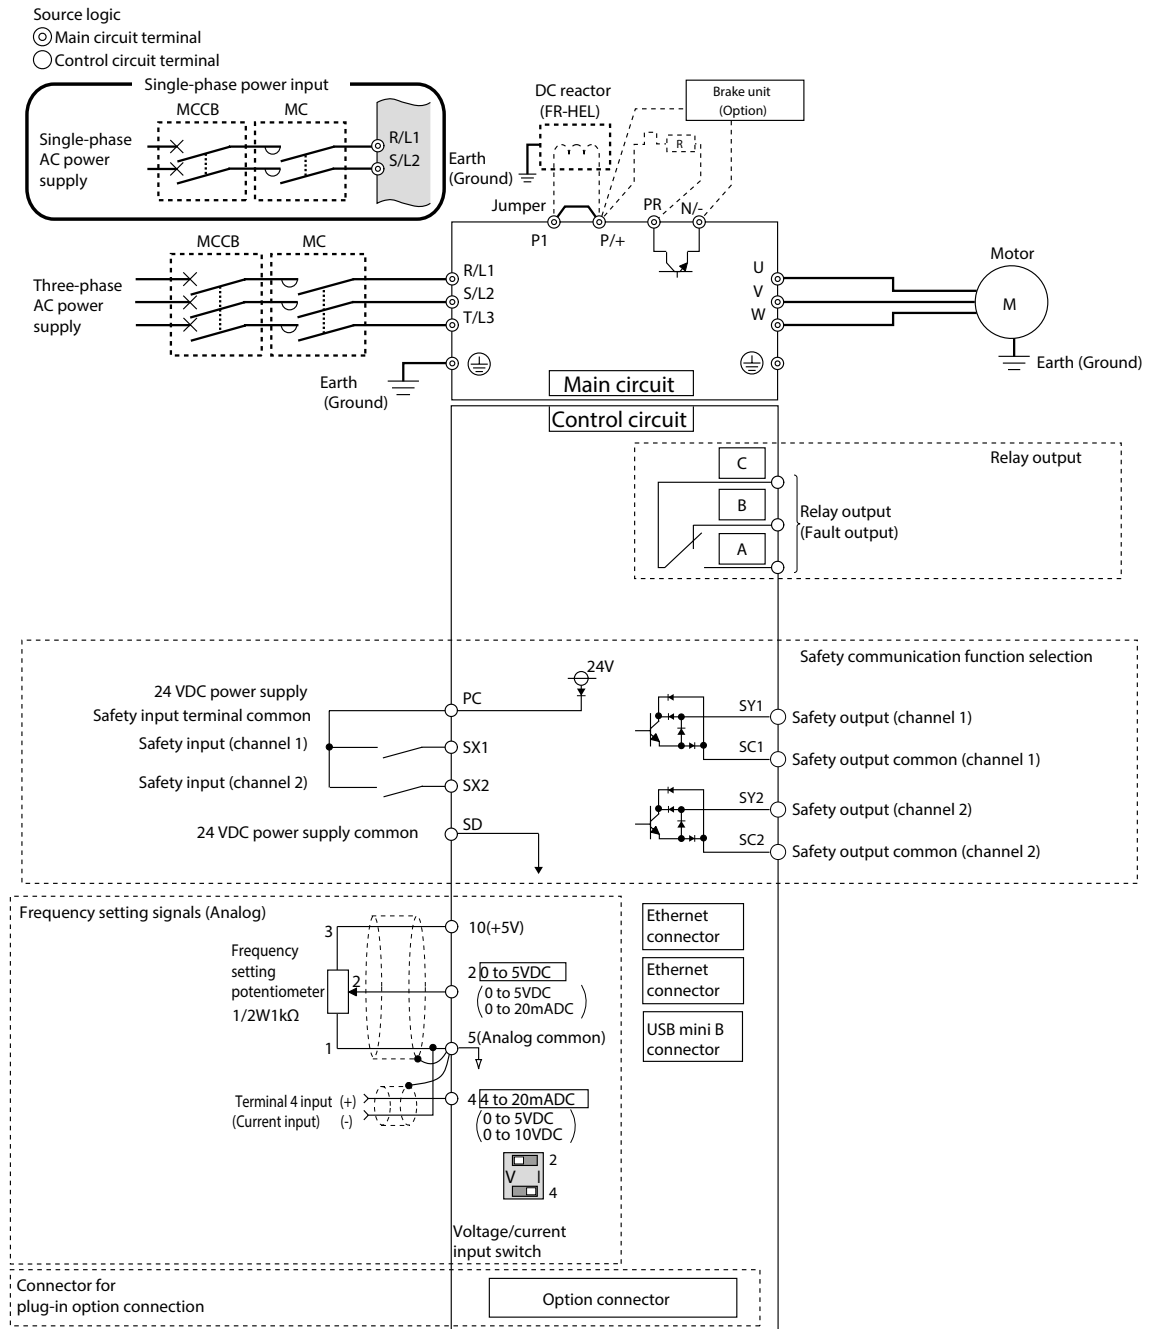 Source logic
Main circuit terminal
Control circuit terminal
Single-phase power input
MCCB
MC
Single-phase
AC power
supply
R/L1
S/L2
DC reactor
(FR-HEL)
Brake unit
(Option)
R
Earth
(Ground)
Jumper
P1
P/+
PR
N/-
MCCB
MC
Three-phase
AC power
supply
R/L1
S/L2
T/L3
Earth
(Ground)
U
V
W
Motor
M
Earth (Ground)
Main circuit
Control circuit
Relay output
C
B
A
Relay output
(Fault output)
Safety communication function selection
24V
24 VDC power supply
Safety input terminal common
PC
Safety input (channel 1)
SX1
Safety input (channel 2)
SX2
24 VDC power supply common
SD
SY1
Safety output (channel 1)
SC1
Safety output common (channel 1)
SY2
Safety output (channel 2)
SC2
Safety output common (channel 2)
Frequency setting signals (Analog)
3
10(+5V)
Frequency
setting
potentiometer
1/2W1kΩ
2
2 0 to 5VDC
(0 to 5VDC
0 to 20mADC)
1
5(Analog common)
Terminal 4 input (+)
(Current input) (-)
4 4 to 20mADC
(0 to 5VDC
0 to 10VDC)
2
V I
4
Voltage/current
input switch
Ethernet
connector
Ethernet
connector
USB mini B
connector
Connector for
plug-in option connection
Option connector